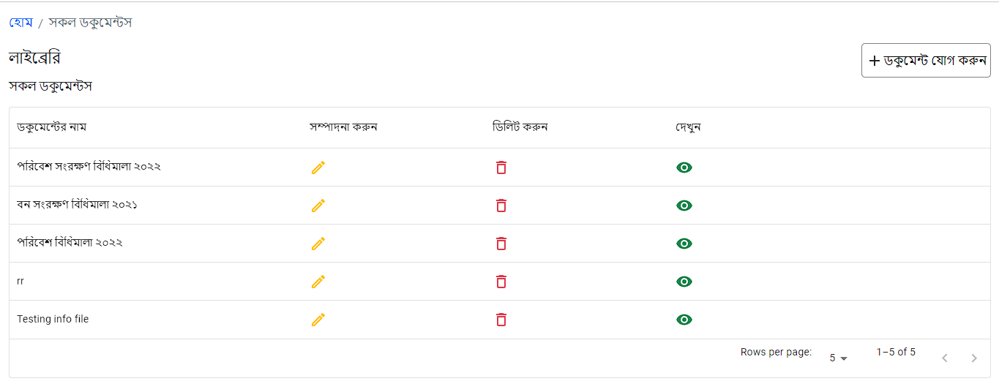 হোম / সকল ডকুমেন্টস
লাইব্রেরি
+ ডকুমেন্ট যোগ করুন
সকল ডকুমেন্টস
ডকুমেন্টের নাম সম্পাদনা করুন ডিলিট করুন দেখুন
পরিবেশ সংরক্ষণ বিধিমালা ২০২২
বন সংরক্ষণ বিধিমালা ২০২১
পরিবেশ বিধিমালা ২০২২
rr
Testing info file
Rows per page: 5 1–5 of 5